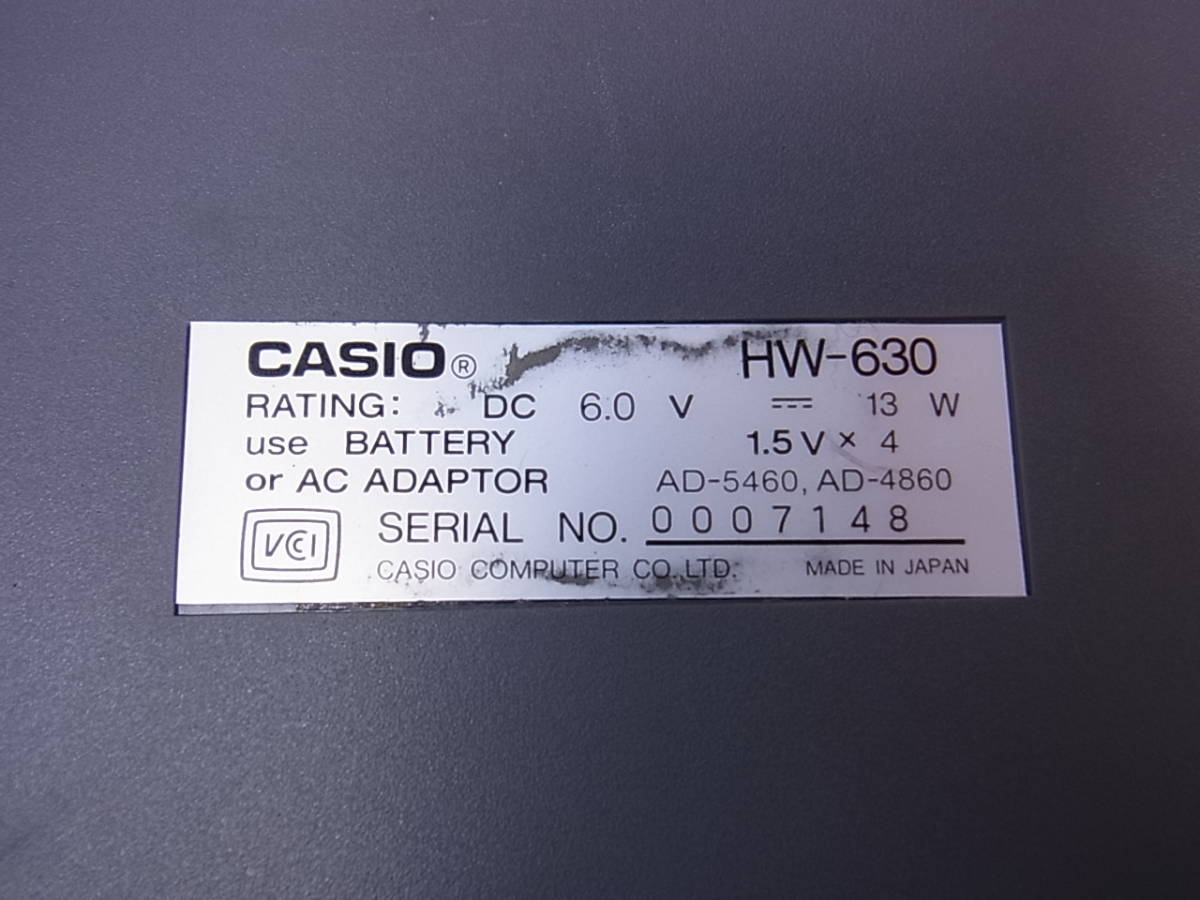 CASIO® HW-630
RATING: DC 6.0 V ⎓ 13 W
use BATTERY 1.5V × 4
or AC ADAPTOR AD-5460, AD-4860
VCCI SERIAL NO. 0007148
CASIO COMPUTER CO. LTD. MADE IN JAPAN